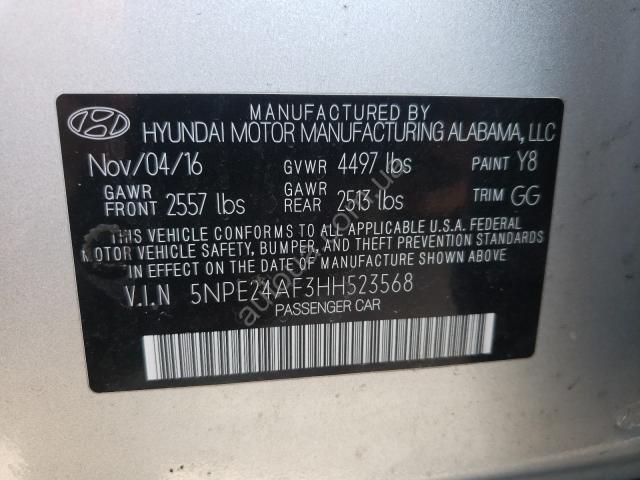 MANUFACTURED BY
HYUNDAI MOTOR MANUFACTURING ALABAMA, LLC
Nov/04/16 GVWR 4497 lbs PAINT Y8
GAWR FRONT 2557 lbs GAWR REAR 2513 lbs TRIM GG
THIS VEHICLE CONFORMS TO ALL APPLICABLE U.S.A. FEDERAL
MOTOR VEHICLE SAFETY, BUMPER, AND THEFT PREVENTION STANDARDS
IN EFFECT ON THE DATE OF MANUFACTURE SHOWN ABOVE
V.I.N 5NPE24AF3HH523568
PASSENGER CAR